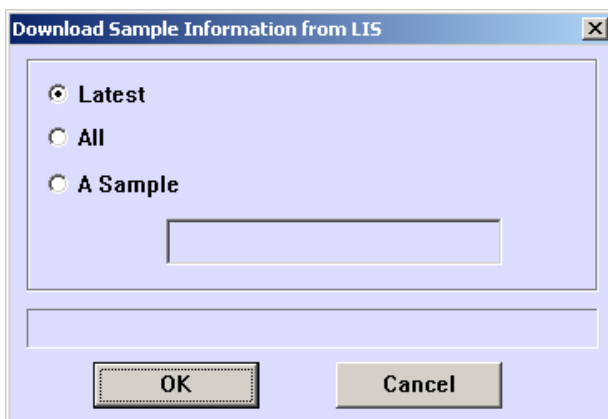 Download Sample Information from LIS
Latest
All
A Sample
OK
Cancel